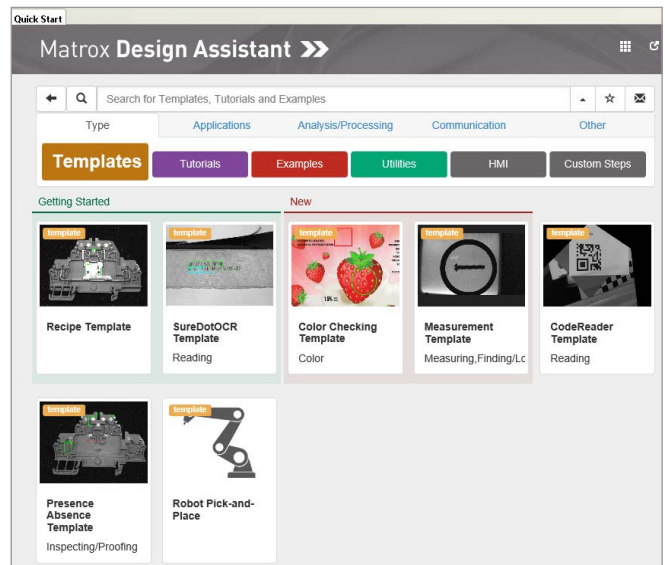 Quick Start
Matrox Design Assistant
Search for Templates, Tutorials and Examples
Type Applications Analysis/Processing Communication Other
Templates Tutorials Examples Utilities HMI Custom Steps
Getting Started New
template template template template template
Recipe Template
SureDotOCR
Template
Reading
Color Checking
Template
Color
Measurement
Template
Measuring,Finding/Lc
CodeReader
Template
Reading
template template
Presence
Absence
Template
Inspecting/Proofing
Robot Pick-and-
Place